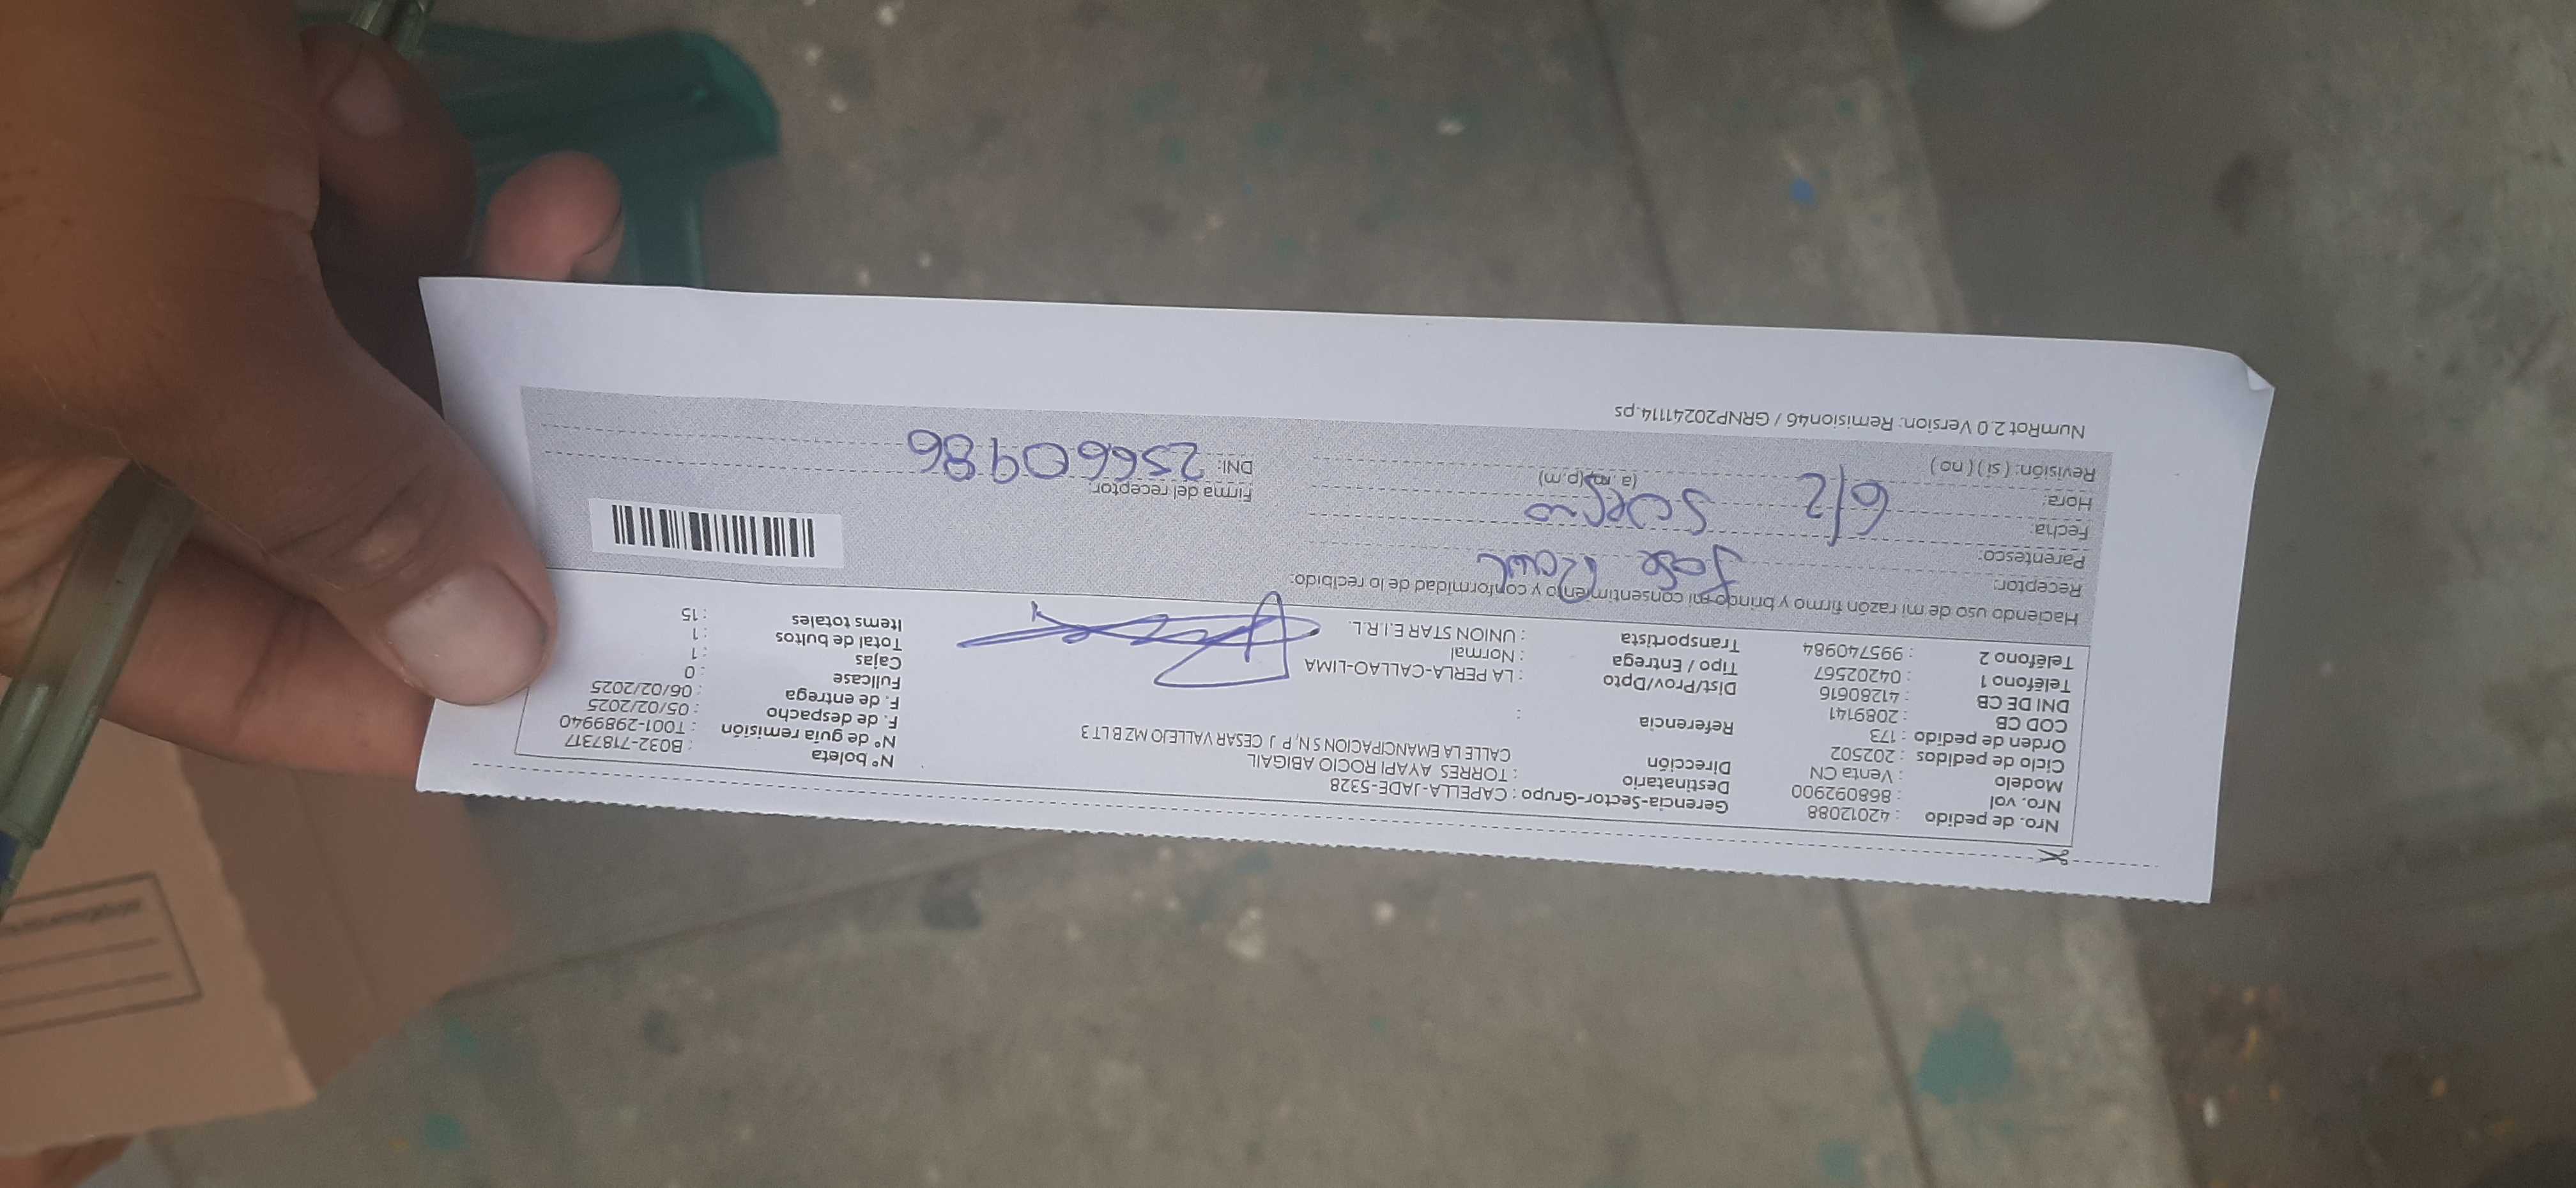 Nro. de pedido : 42012088 Gerencia-Sector-Grupo : CAPELLA-JADE-5328 Nº boleta : B032-7187317
Nro. vol : 868092900 Destinatario : TORRES AYAPI ROCIO ABIGAIL Nº de guía remisión : T001-2989940
Modelo : Venta CN Dirección CALLE LA EMANCIPACION S N, P J CESAR VALLEJO MZ B LT 3 F. de despacho : 05/02/2025
Ciclo de pedidos : 202502 F. de entrega : 06/02/2025
Orden de pedido : 173 Referencia : Fullcase : 0
COD CB : 2089141 Dist/Prov/Dpto : LA PERLA-CALLAO-LIMA Cajas : 1
DNI DE CB : 41280616 Tipo / Entrega : Normal Total de bultos : 1
Teléfono 1 : 04202567 Transportista : UNION STAR E.I.R.L. Items totales : 15
Teléfono 2 : 995740984
Haciendo uso de mi razón firmo y brindo mi consentimiento y conformidad de lo recibido:
Receptor: Jose
Parentesco: suegro
Fecha: 6/2
Hora: (a.m) (p.m) Firma del receptor:
Revisión: ( si ) ( no ) DNI: 25660986
NumRot 2.0 Version: Remision46 / GRNP20241114.ps